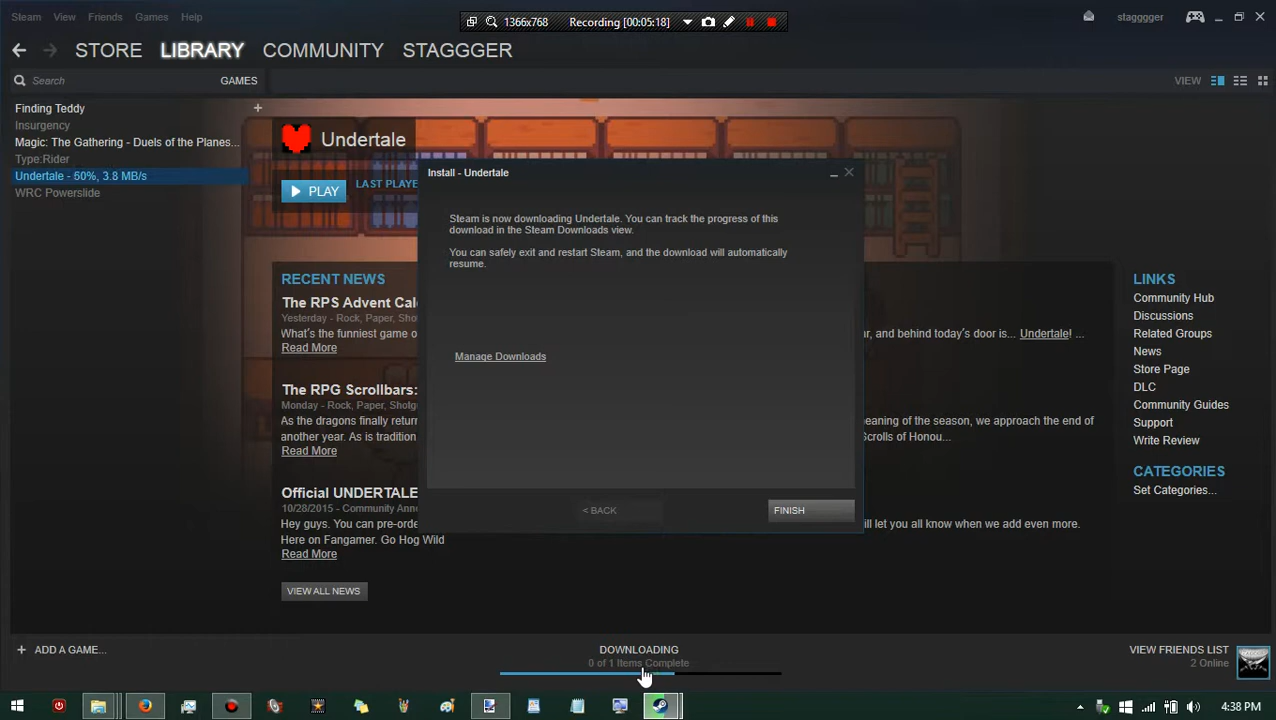 Steam View Friends Games Help
1366x768 Recording [00:05:18]
stagggger
STORE LIBRARY COMMUNITY STAGGGER
Search GAMES
VIEW
Finding Teddy
Insurgency
Magic: The Gathering - Duels of the Planes...
Type:Rider
Undertale - 50%, 3.8 MB/s
WRC Powerslide
Undertale
PLAY
LAST PLAYE
Install - Undertale
Steam is now downloading Undertale. You can track the progress of this
download in the Steam Downloads view.
You can safely exit and restart Steam, and the download will automatically
resume.
Manage Downloads
< BACK
FINISH
RECENT NEWS
The RPS Advent Cal
Yesterday - Rock, Paper, Sho
What's the funniest game o
ur, and behind today's door is... Undertale! ...
Read More
The RPG Scrollbars:
Monday - Rock, Paper, Shotg
As the dragons finally return
eaning of the season, we approach the end of
another year. As is tradition
Scrolls of Honou...
Read More
Official UNDERTALE
10/28/2015 - Community Anno
Hey guys. You can pre-orde
ll let you all know when we add even more.
Here on Fangamer. Go Hog Wild
Read More
VIEW ALL NEWS
LINKS
Community Hub
Discussions
Related Groups
News
Store Page
DLC
Community Guides
Support
Write Review
CATEGORIES
Set Categories...
+ ADD A GAME...
DOWNLOADING
0 of 1 Items Complete
VIEW FRIENDS LIST
2 Online
4:38 PM